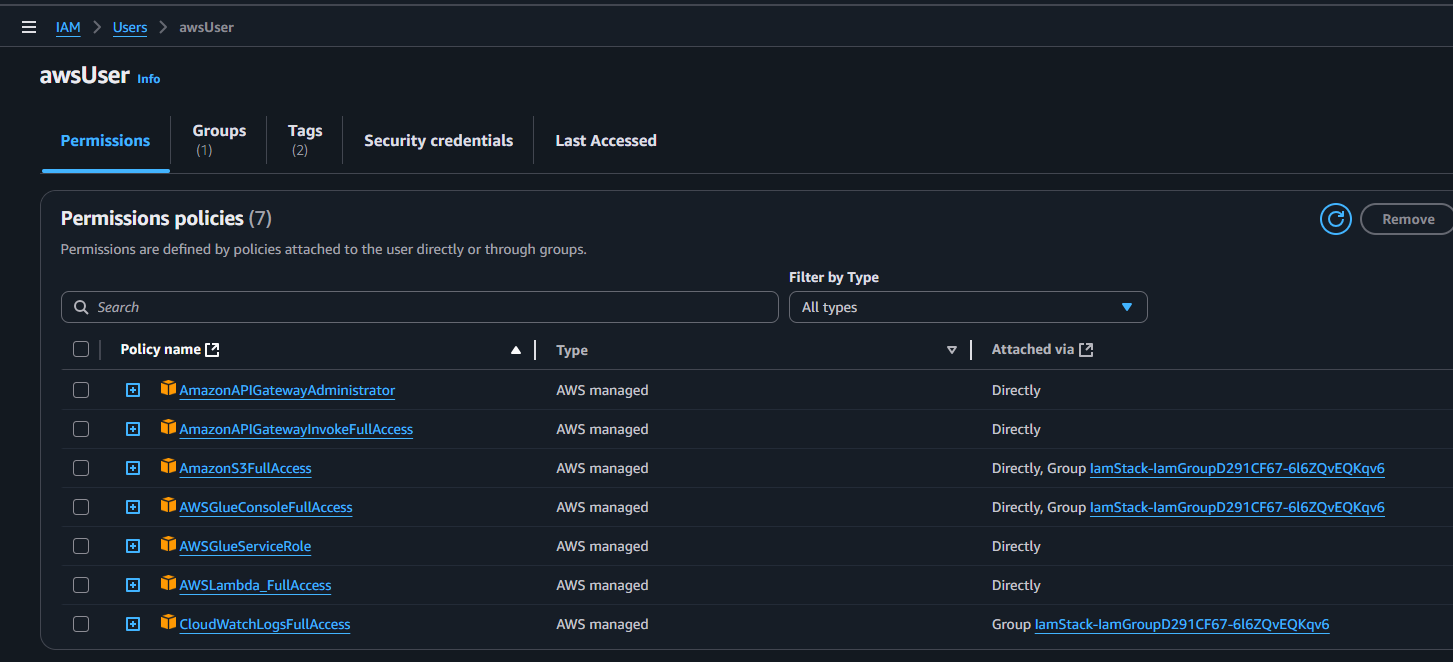 IAM > Users > awsUser
awsUser Info
Permissions
Groups
(1)
Tags
(2)
Security credentials
Last Accessed
Permissions policies (7)
Remove
Permissions are defined by policies attached to the user directly or through groups.
Filter by Type
Search
All types
Policy name Type Attached via
AmazonAPIGatewayAdministrator AWS managed Directly
AmazonAPIGatewayInvokeFullAccess AWS managed Directly
AmazonS3FullAccess AWS managed Directly, Group IamStack-IamGroupD291CF67-6l6ZQvEQKqv6
AWSGlueConsoleFullAccess AWS managed Directly, Group IamStack-IamGroupD291CF67-6l6ZQvEQKqv6
AWSGlueServiceRole AWS managed Directly
AWSLambda_FullAccess AWS managed Directly
CloudWatchLogsFullAccess AWS managed Group IamStack-IamGroupD291CF67-6l6ZQvEQKqv6